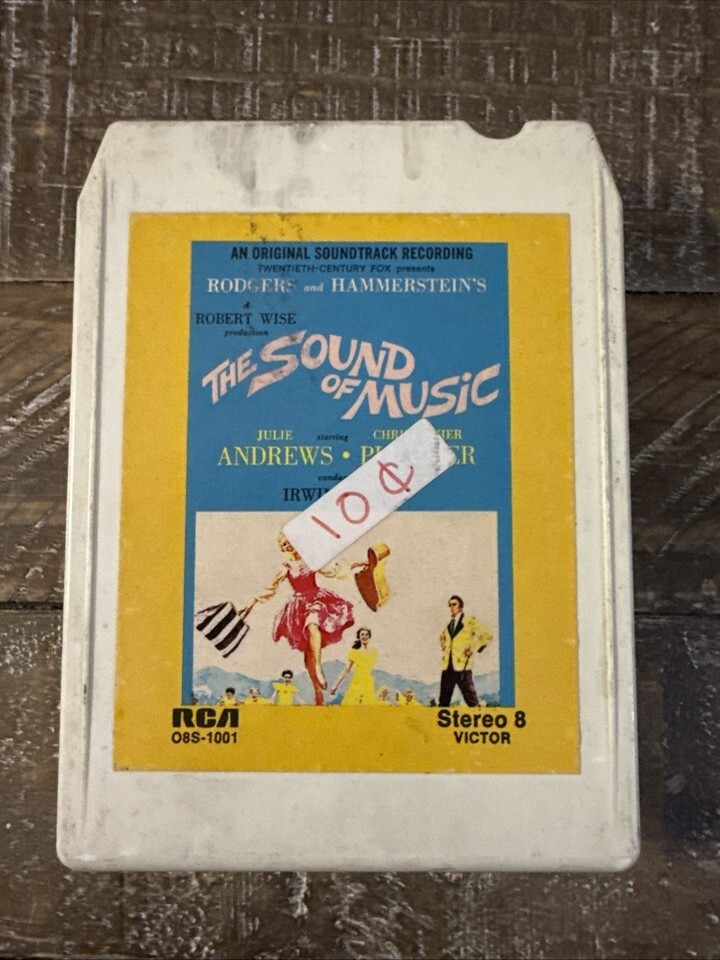 AN ORIGINAL SOUNDTRACK RECORDING
TWENTIETH-CENTURY FOX presents
RODGERS and HAMMERSTEIN'S
A
ROBERT WISE
production
THE SOUND
OF MUSIC
JULIE starring
ANDREWS •
10¢
RCA
O8S-1001
Stereo 8
VICTOR